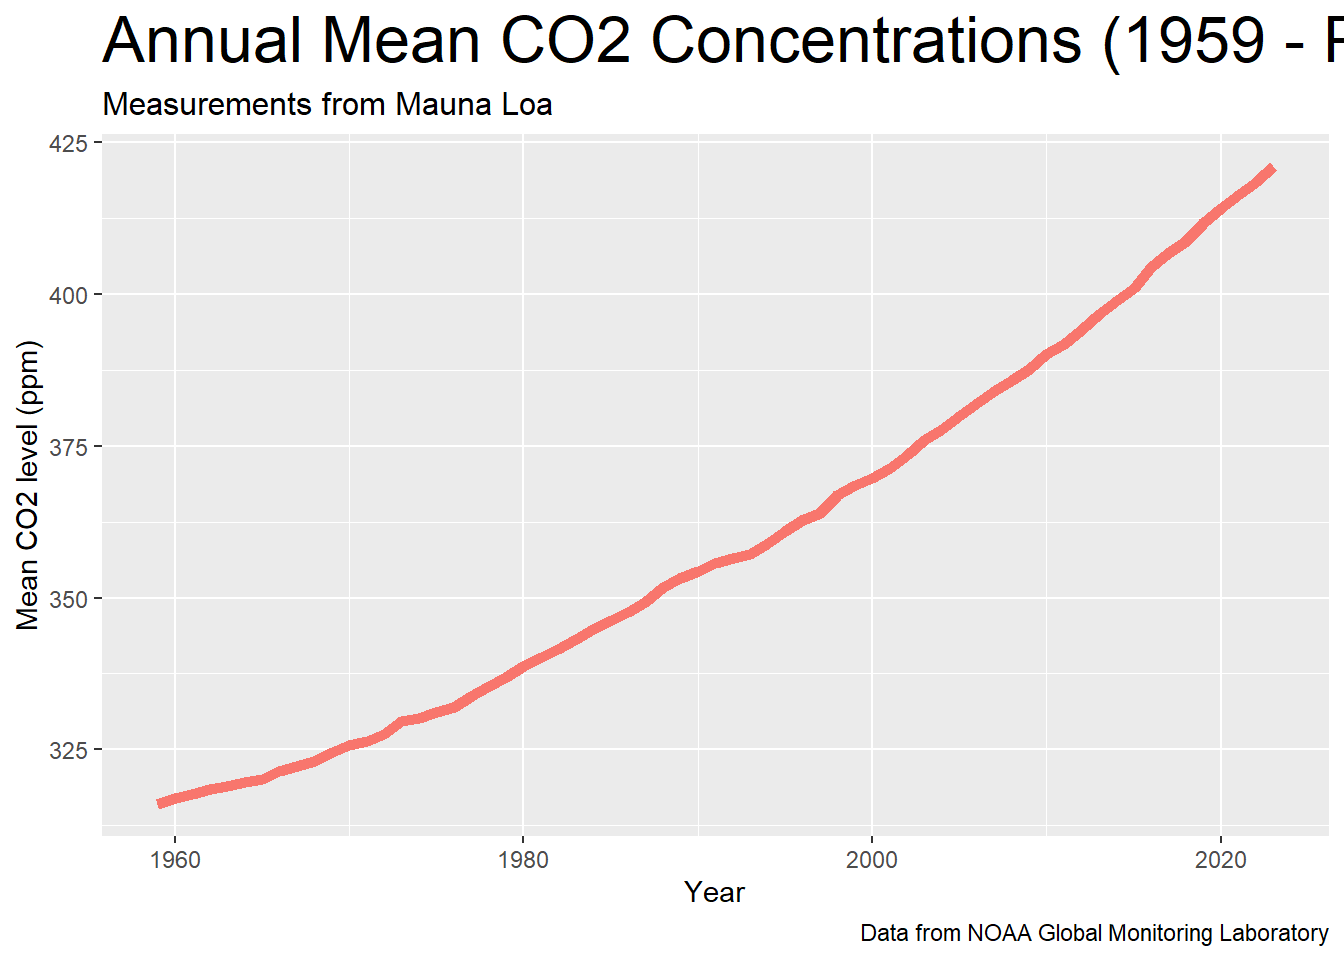 Annual Mean CO2 Concentrations (1959 -
Measurements from Mauna Loa
425
400
375
350
325
Mean CO2 level (ppm)
1960 1980 2000 2020
Year
Data from NOAA Global Monitoring Laboratory